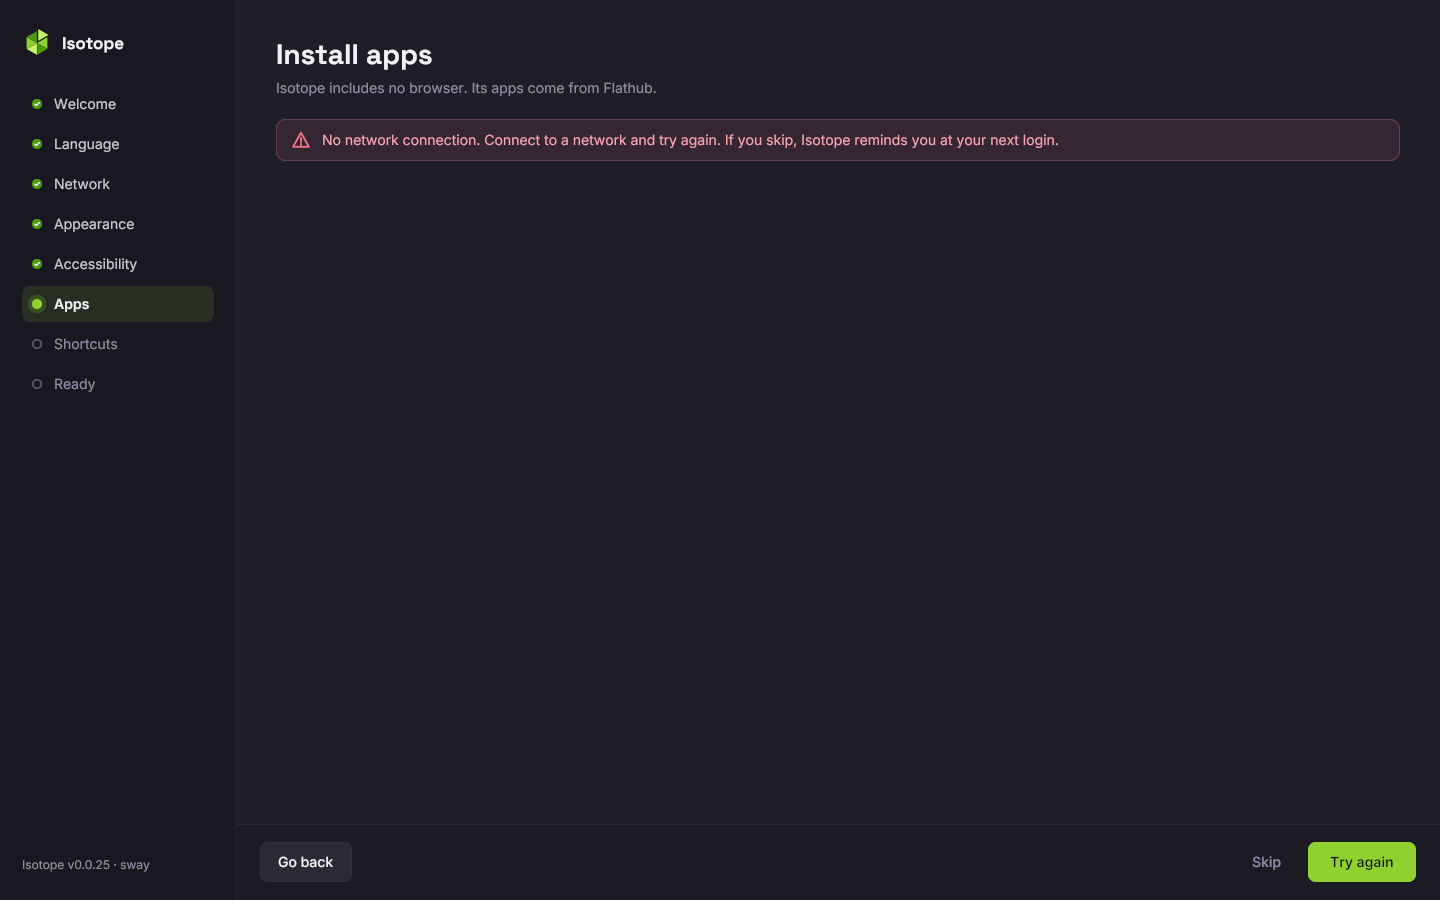 Isotope
Welcome
Language
Network
Appearance
Accessibility
Apps
Shortcuts
Ready
Isotope v0.0.25 · sway
Install apps
Isotope includes no browser. Its apps come from Flathub.
No network connection. Connect to a network and try again. If you skip, Isotope reminds you at your next login.
Go back
Skip
Try again